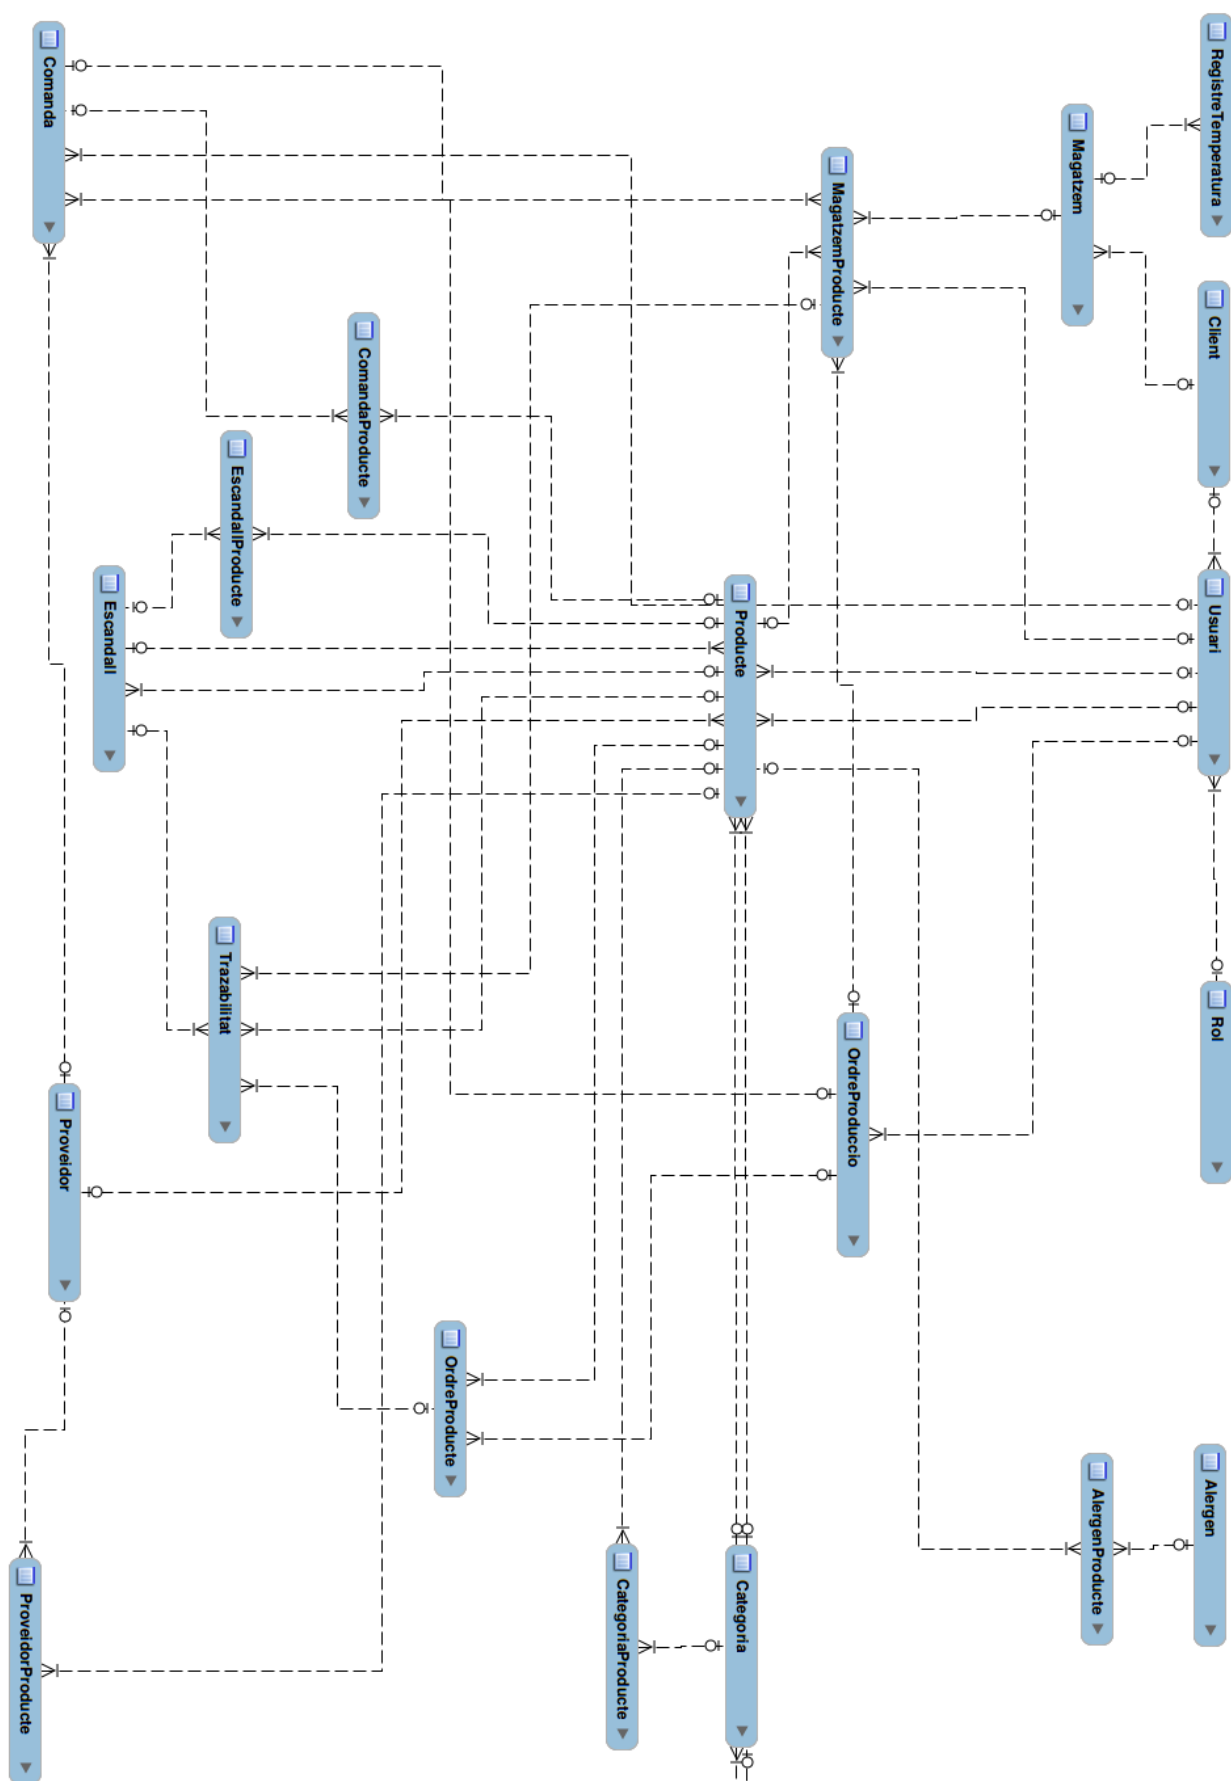 RegistreTemperatura
Magatzem
Client
MagatzemProducte
Usuari
Rol
Comanda
ComandaProducte
EscandallProducte
Escandall
Producte
OrdreProduccio
Trazabilitat
Proveidor
OrdreProducte
Alergen
AlergenProducte
Categoria
CategoriaProducte
ProveidorProducte